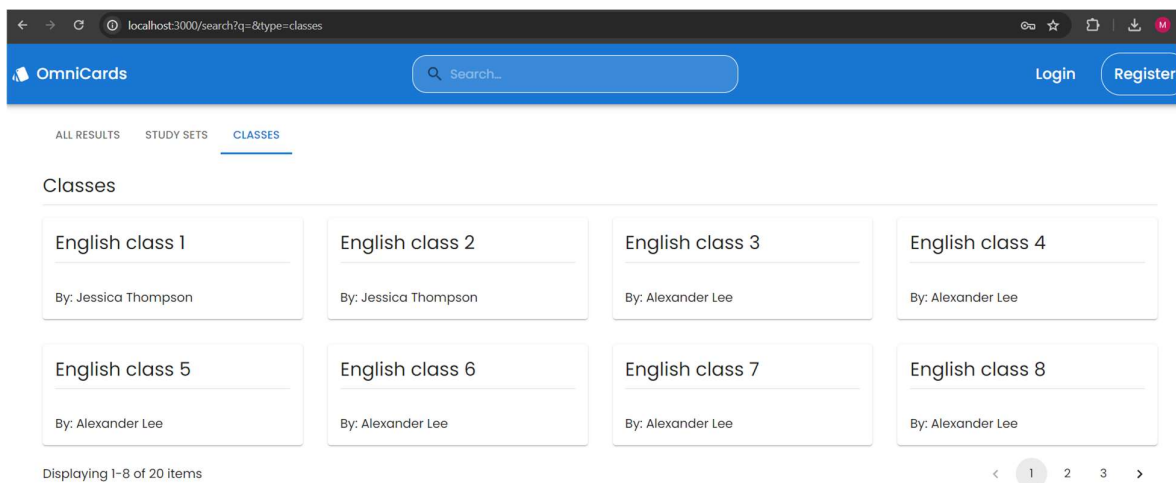 localhost:3000/search?q=&type=classes
M
OmniCards
Search...
Login
Register
ALL RESULTS STUDY SETS CLASSES
Classes
English class 1 English class 2 English class 3 English class 4
By: Jessica Thompson By: Jessica Thompson By: Alexander Lee By: Alexander Lee
English class 5 English class 6 English class 7 English class 8
By: Alexander Lee By: Alexander Lee By: Alexander Lee By: Alexander Lee
Displaying 1-8 of 20 items
1 2 3